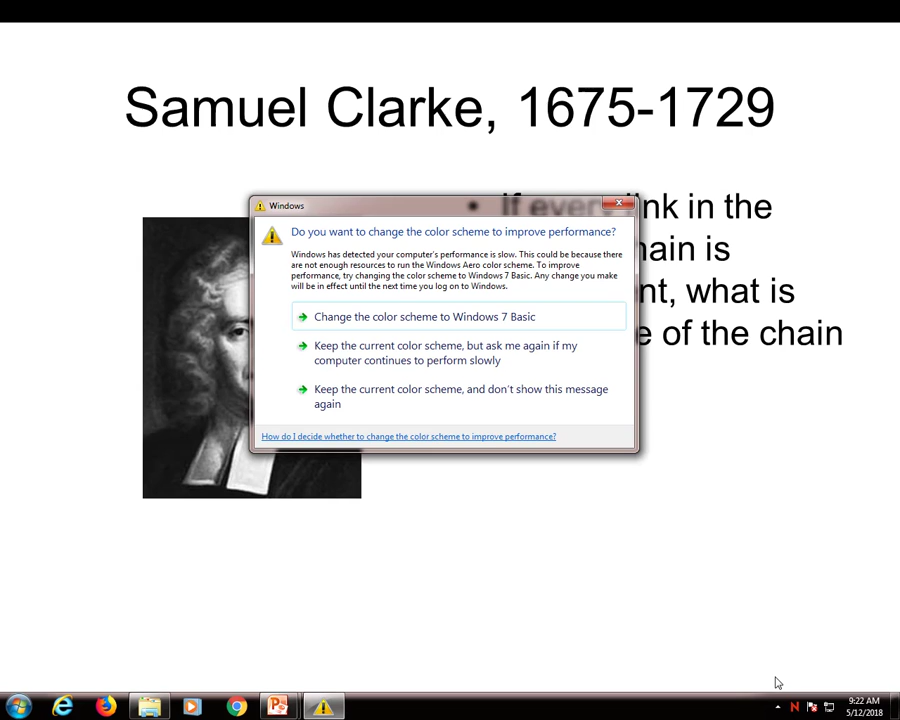 Samuel Clarke, 1675-1729
• If every link in the
hain is
nt, what is
e of the chain
Windows
Do you want to change the color scheme to improve performance?
Windows has detected your computer's performance is slow. This could be because there
are not enough resources to run the Windows Aero color scheme. To improve
performance, try changing the color scheme to Windows 7 Basic. Any change you make
will be in effect until the next time you log on to Windows.
Change the color scheme to Windows 7 Basic
Keep the current color scheme, but ask me again if my
computer continues to perform slowly
Keep the current color scheme, and don't show this message
again
How do I decide whether to change the color scheme to improve performance?
9:22 AM
5/12/2018